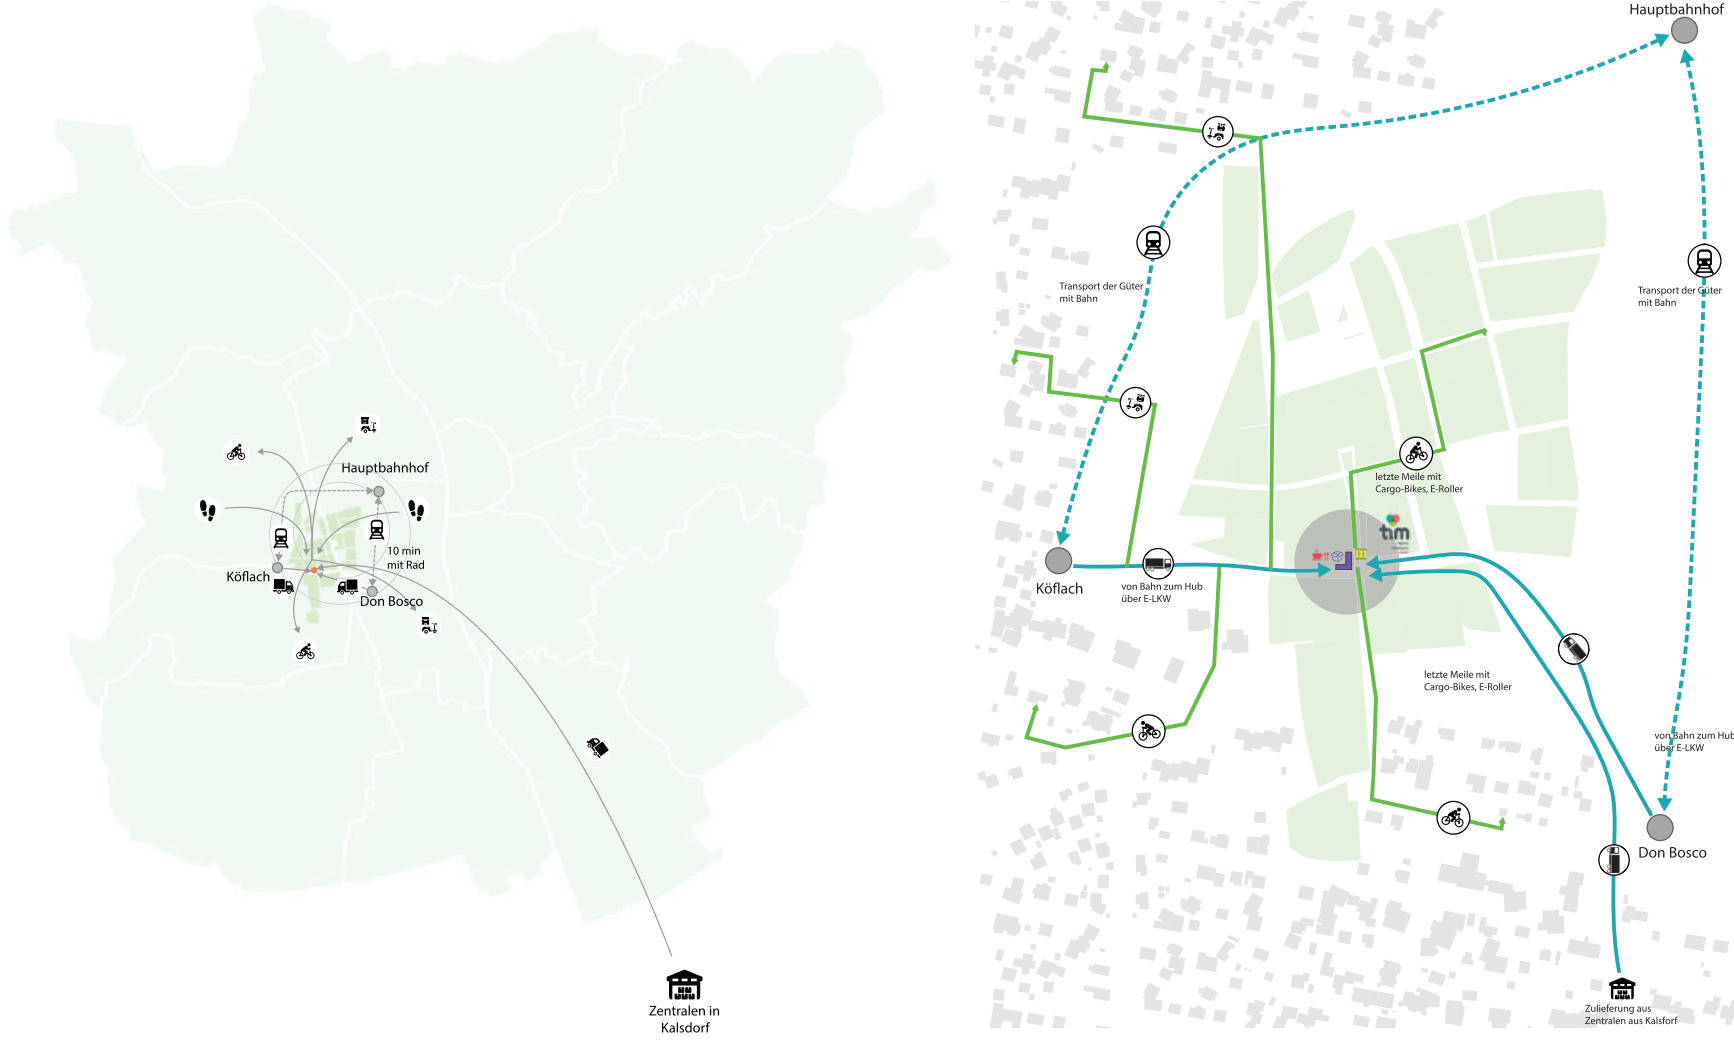 Hauptbahnhof
10 min
mit Rad
Köflach
Don Bosco
Zentralen in
Kalsdorf
Hauptbahnhof
Transport der Güter
mit Bahn
Transport der Güter
mit Bahn
letzte Meile mit
Cargo-Bikes, E-Roller
tim
Köflach
von Bahn zum Hub
über E-LKW
letzte Meile mit
Cargo-Bikes, E-Roller
von Bahn zum Hub
über E-LKW
Don Bosco
Zulieferung aus
Zentralen aus Kalsforf